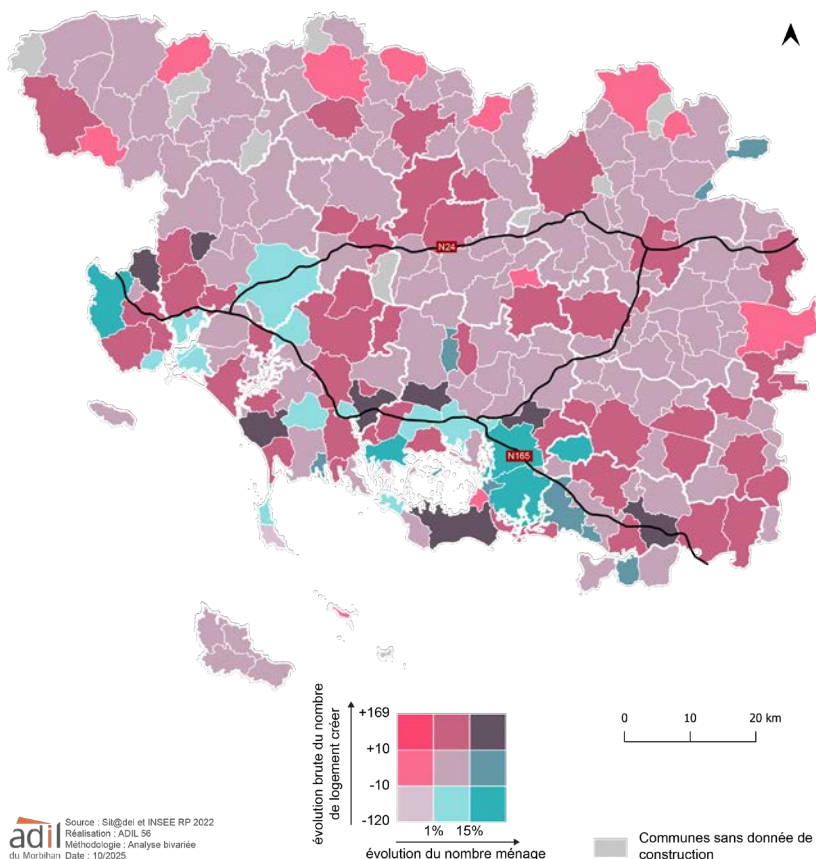 N24
N165
évolution brute du nombre
de logement créer
+169
+10
-10
-120
1% 15%
évolution du nombre ménage
0 10 20 km
Communes sans donnée de
construction
adil
du Morbihan
Source : Sit@del et INSEE RP 2022
Réalisation : ADIL 56
Méthodologie : Analyse bivariée
Date : 10/2025